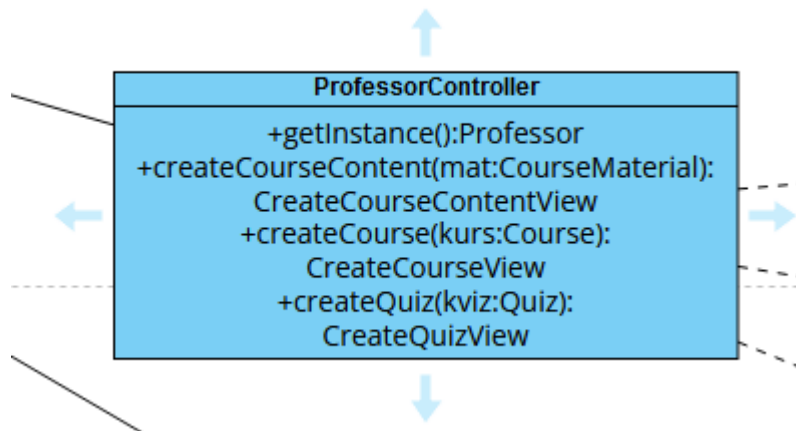 ProfessorController
+getInstance():Professor
+createCourseContent(mat:CourseMaterial):
CreateCourseContentView
+createCourse(kurs:Course):
CreateCourseView
+createQuiz(kviz:Quiz):
CreateQuizView